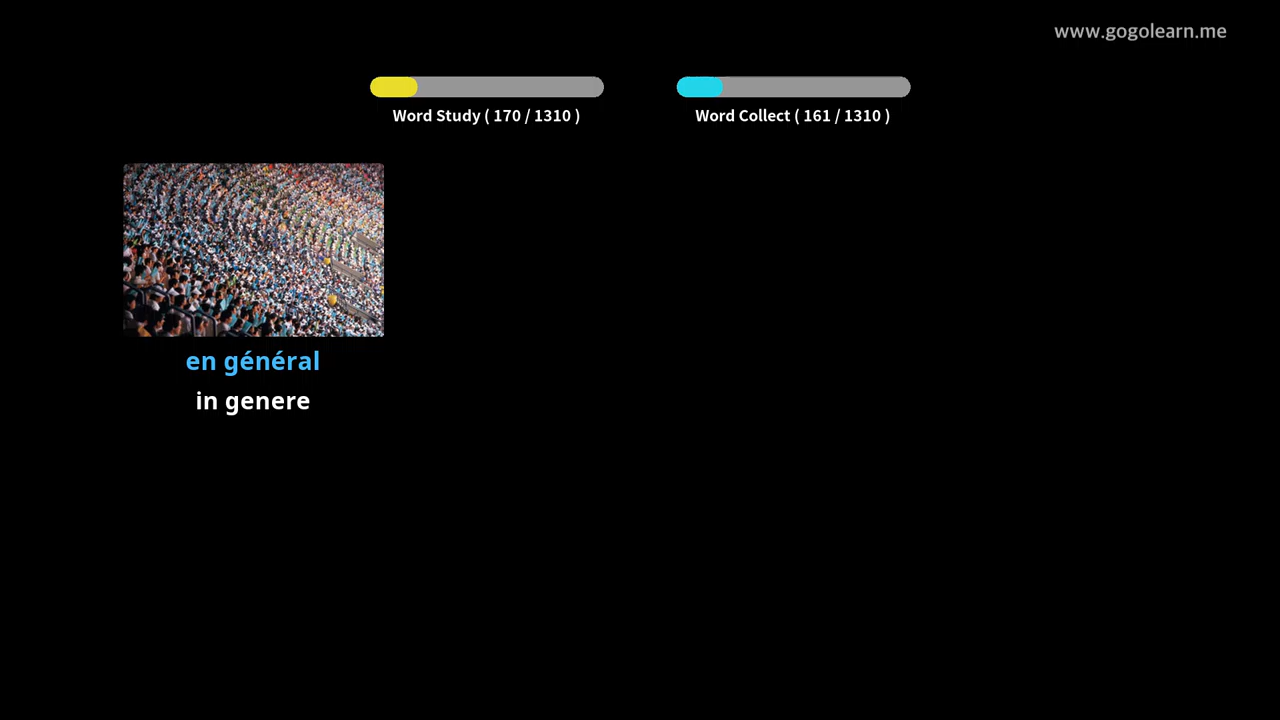 www.gogolearn.me
Word Study ( 170 / 1310 )
Word Collect ( 161 / 1310 )
en général
in genere